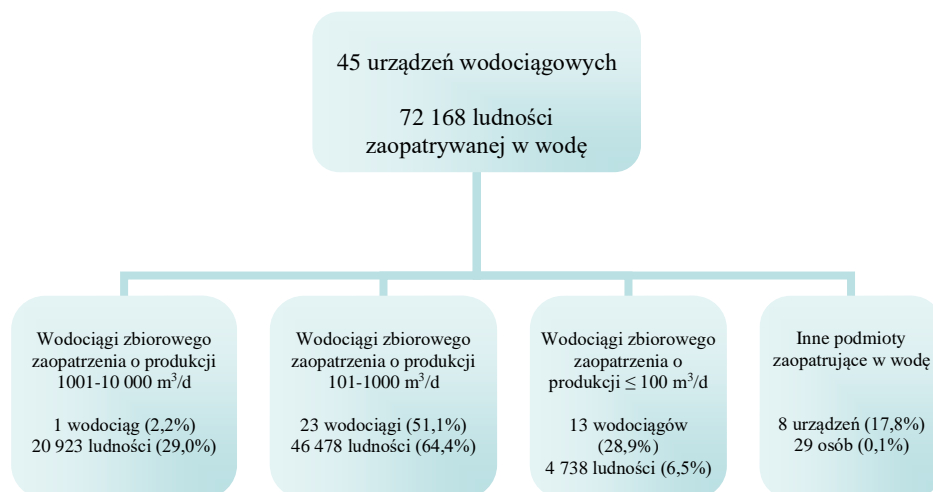 45 urządzeń wodociągowych
72 168 ludności
zaopatrywanej w wodę
Wodociągi zbiorowego
zaopatrzenia o produkcji
1001-10 000 m³/d
1 wodociąg (2,2%)
20 923 ludności (29,0%)
Wodociągi zbiorowego
zaopatrzenia o produkcji
101-1000 m³/d
23 wodociągi (51,1%)
46 478 ludności (64,4%)
Wodociągi zbiorowego
zaopatrzenia o
produkcji ≤ 100 m³/d
13 wodociągów
(28,9%)
4 738 ludności (6,5%)
Inne podmioty
zaopatrujące w wodę
8 urządzeń (17,8%)
29 osób (0,1%)